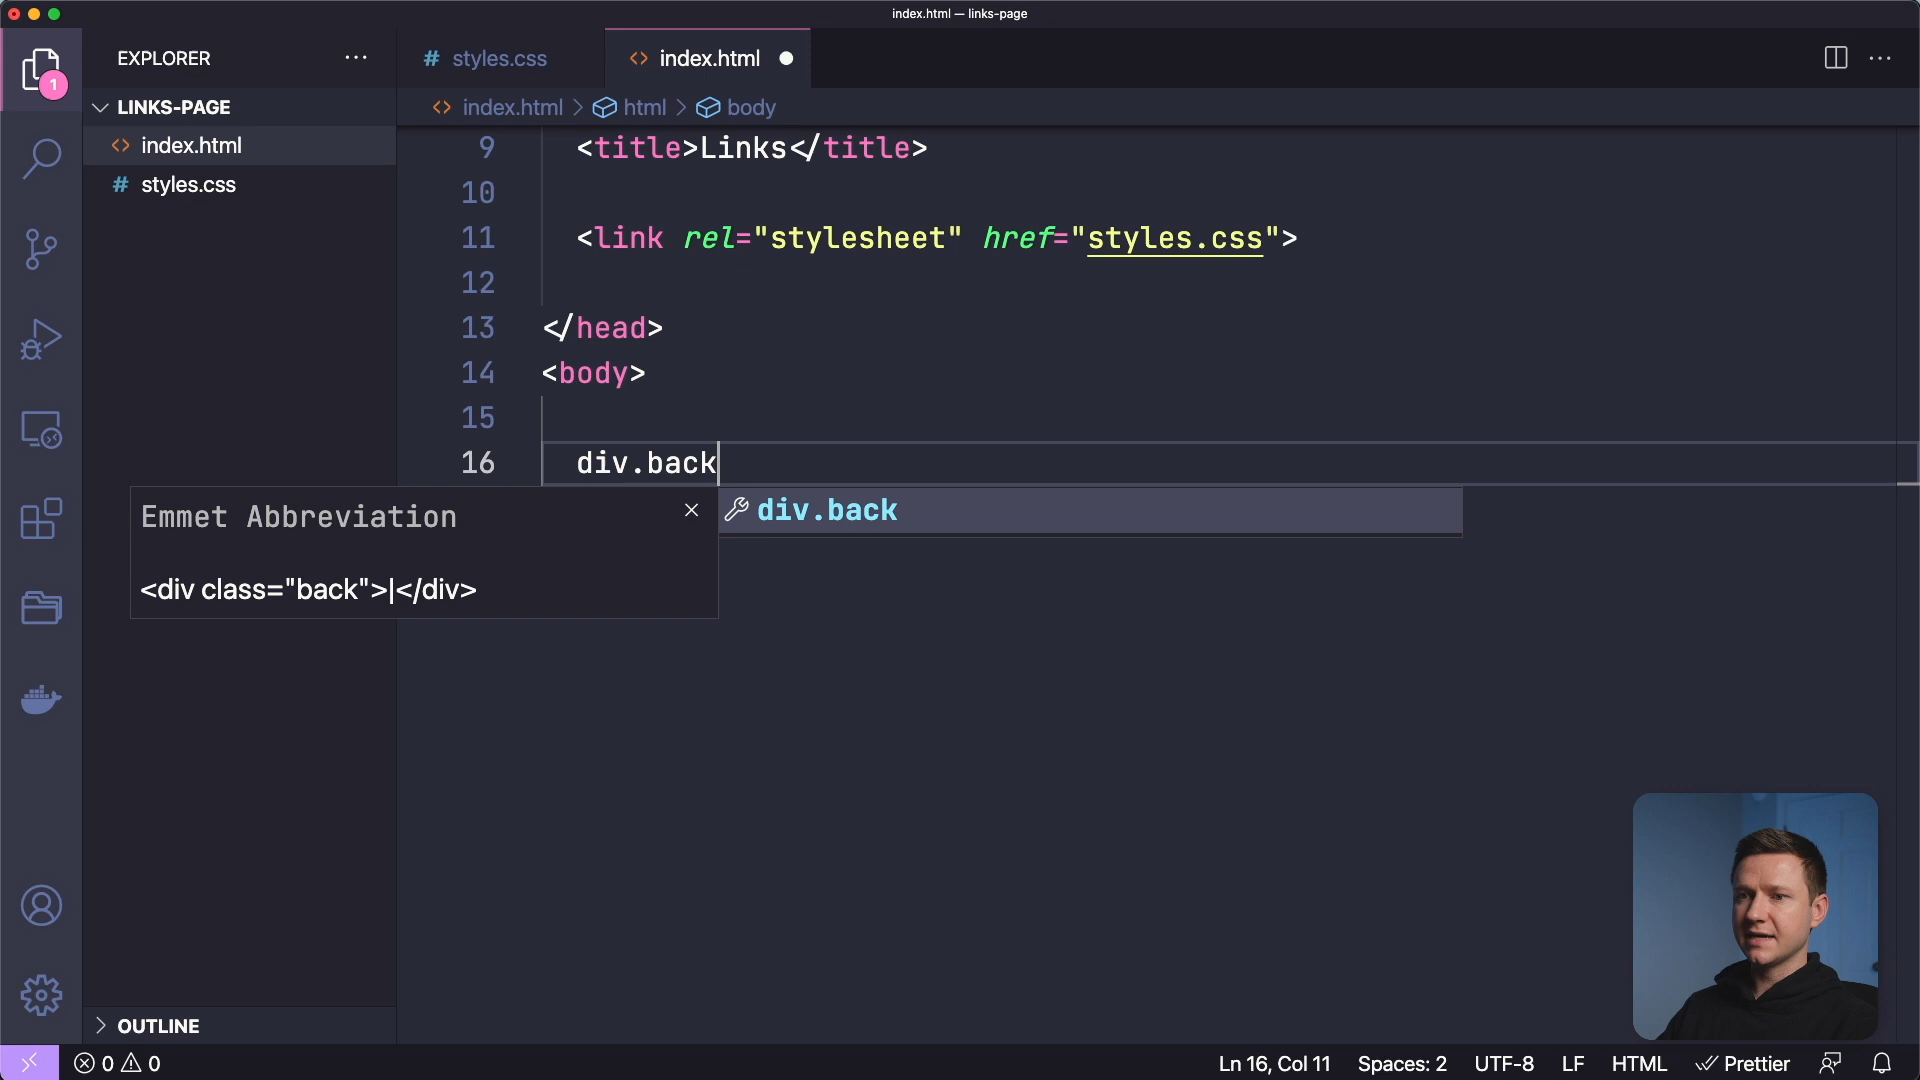 index.html — links-page
EXPLORER
1
LINKS-PAGE
index.html
# styles.css
# styles.css
<> index.html
<> index.html > html > body
9 <title>Links</title>
10
11 <link rel="stylesheet" href="styles.css">
12
13 </head>
14 <body>
15
16 div.back
Emmet Abbreviation
<div class="back">|</div>
div.back
OUTLINE
0 0
Ln 16, Col 11 Spaces: 2 UTF-8 LF HTML Prettier